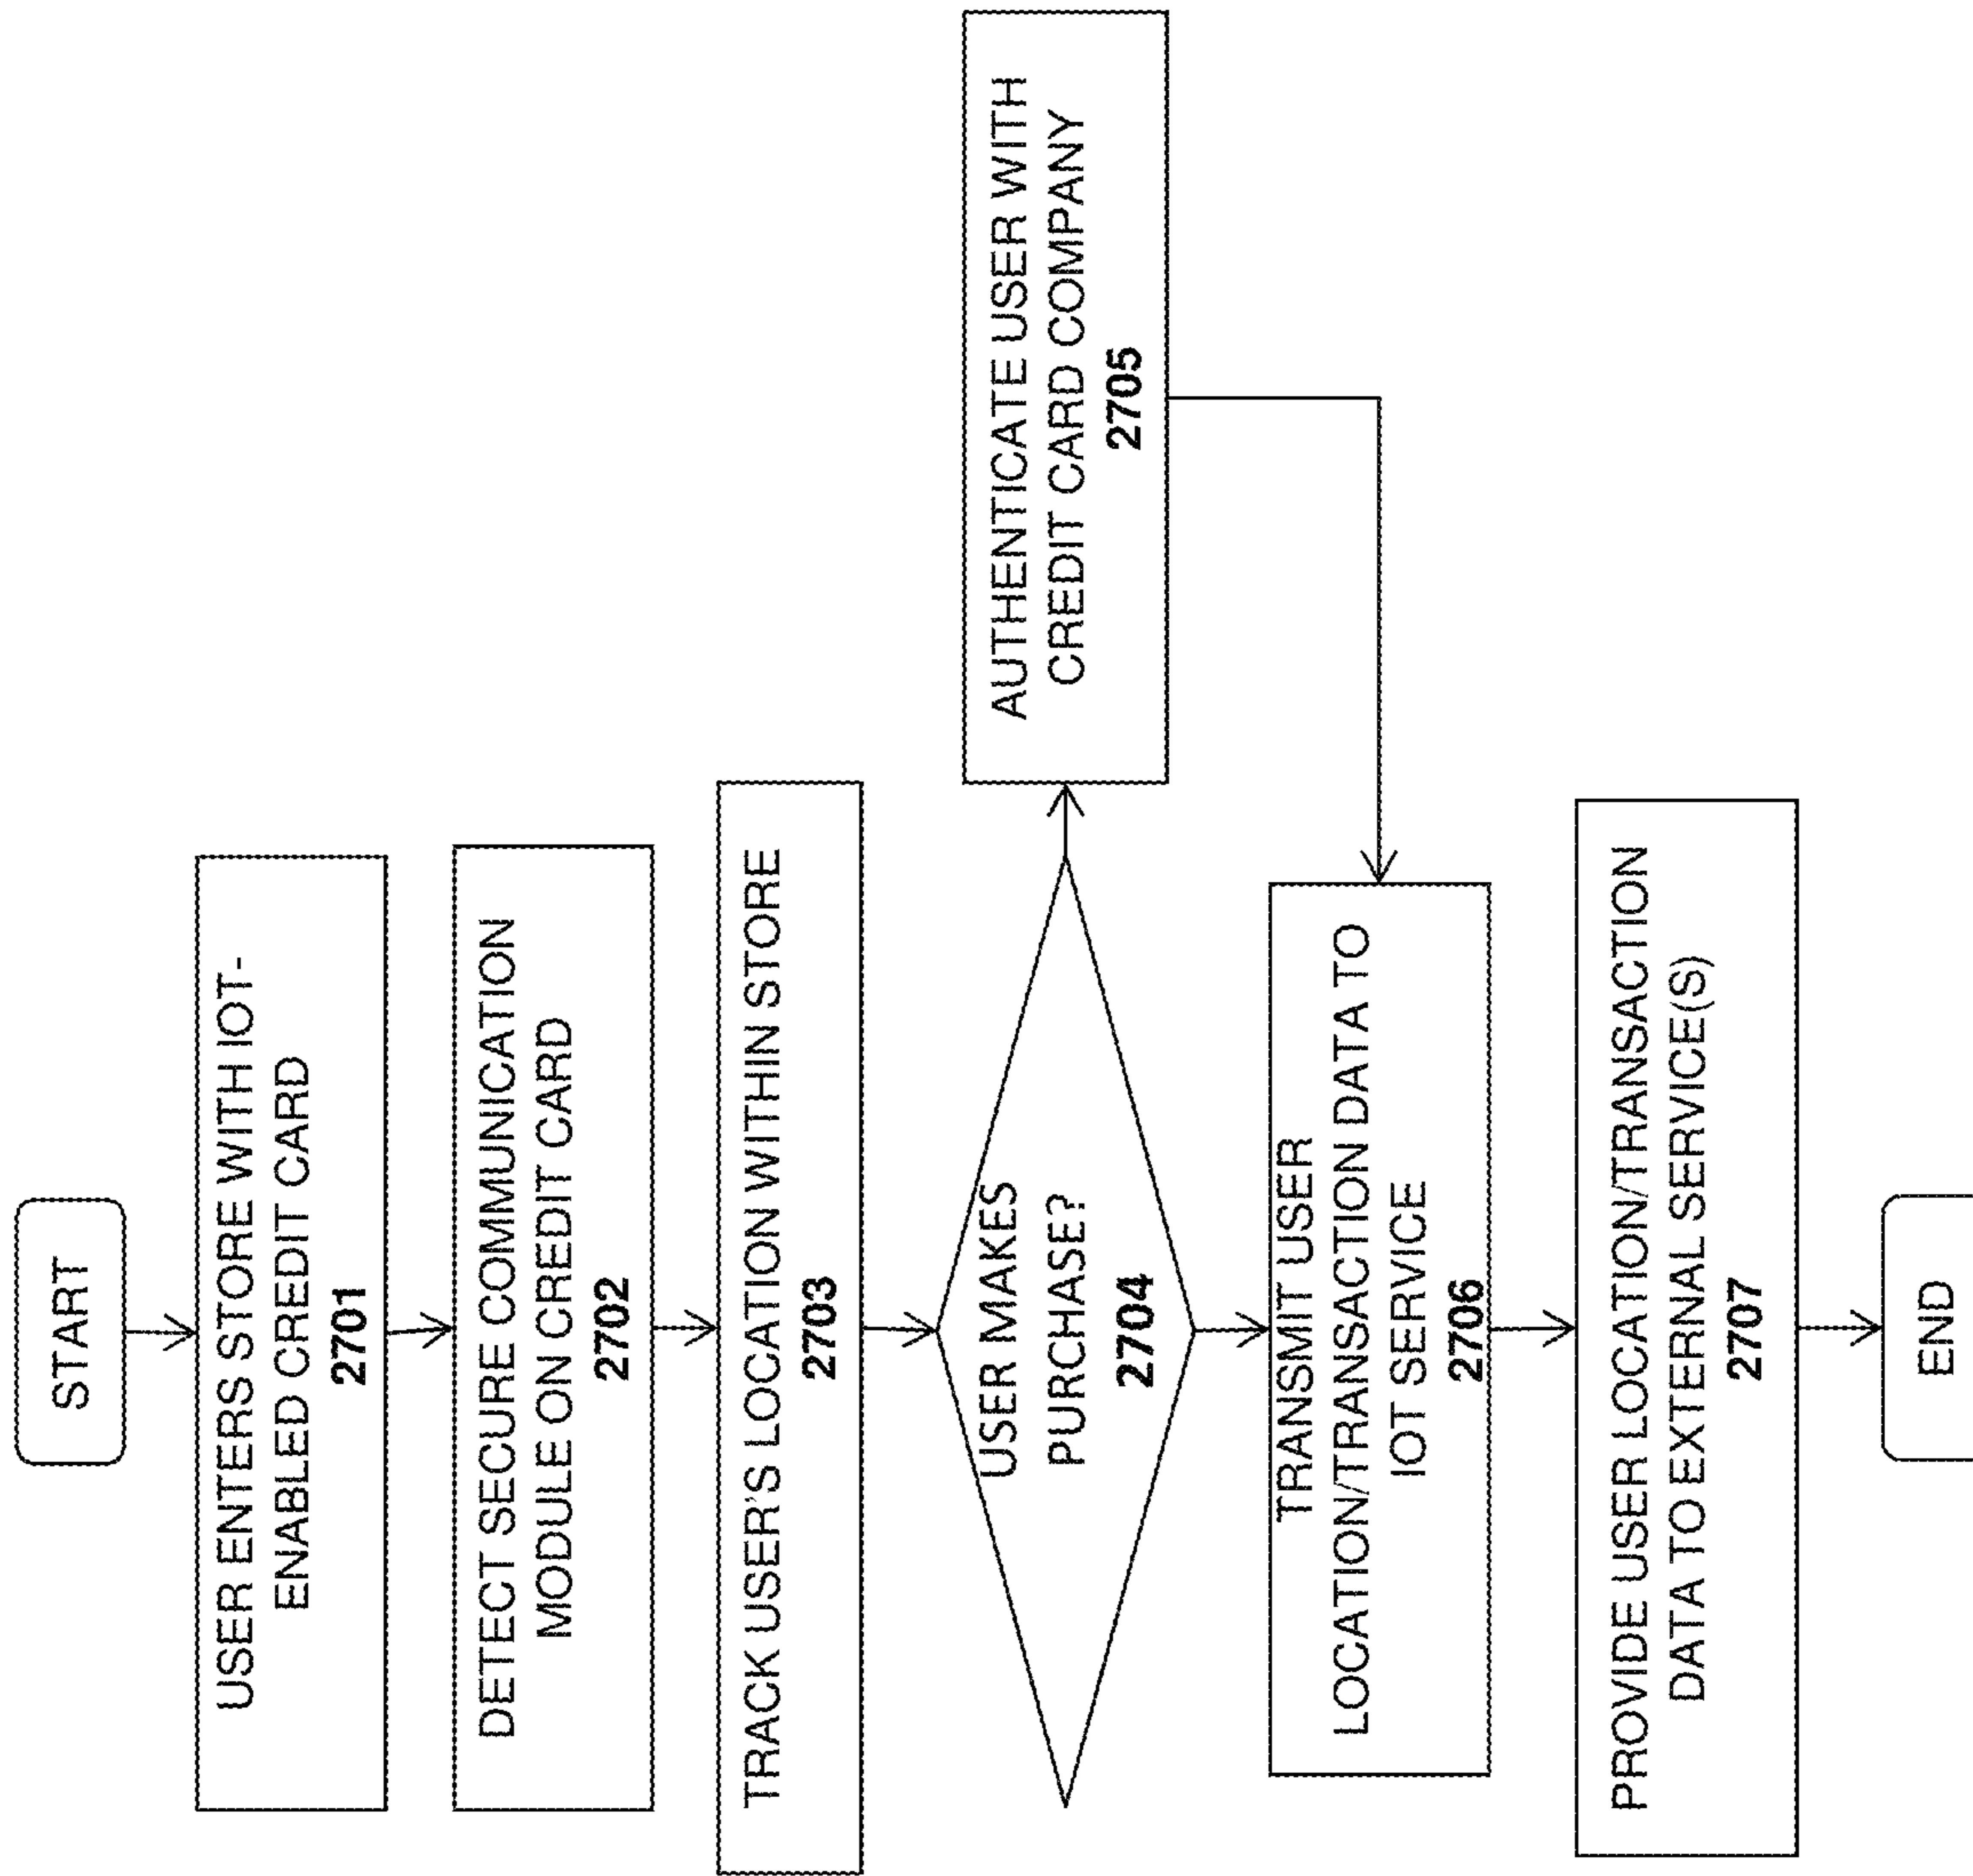 START
USER ENTERS STORE WITH IOT-
ENABLED CREDIT CARD
2701
DETECT SECURE COMMUNICATION
MODULE ON CREDIT CARD
2702
TRACK USER'S LOCATION WITHIN STORE
2703
USER MAKES
PURCHASE?
2704
AUTHENTICATE USER WITH
CREDIT CARD COMPANY
2705
TRANSMIT USER
LOCATION/TRANSACTION DATA TO
IOT SERVICE
2706
PROVIDE USER LOCATION/TRANSACTION
DATA TO EXTERNAL SERVICE(S)
2707
END